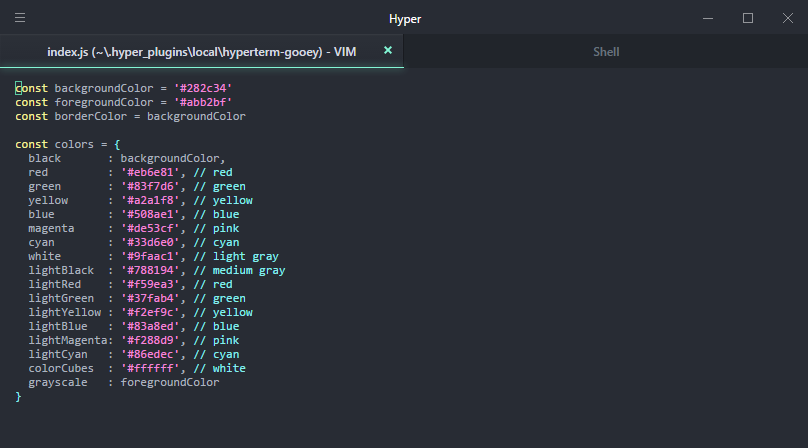 Hyper
index.js (~\.hyper_plugins\local\hyperterm-gooey) - VIM
Shell
const backgroundColor = '#282c34'
const foregroundColor = '#abb2bf'
const borderColor = backgroundColor
const colors = {
  black       : backgroundColor,
  red         : '#eb6e81', // red
  green       : '#83f7d6', // green
  yellow      : '#a2a1f8', // yellow
  blue        : '#508ae1', // blue
  magenta     : '#de53cf', // pink
  cyan        : '#33d6e0', // cyan
  white       : '#9faac1', // light gray
  lightBlack  : '#788194', // medium gray
  lightRed    : '#f59ea3', // red
  lightGreen  : '#37fab4', // green
  lightYellow : '#f2ef9c', // yellow
  lightBlue   : '#83a8ed', // blue
  lightMagenta: '#f288d9', // pink
  lightCyan   : '#86edec', // cyan
  colorCubes  : '#ffffff', // white
  grayscale   : foregroundColor
}